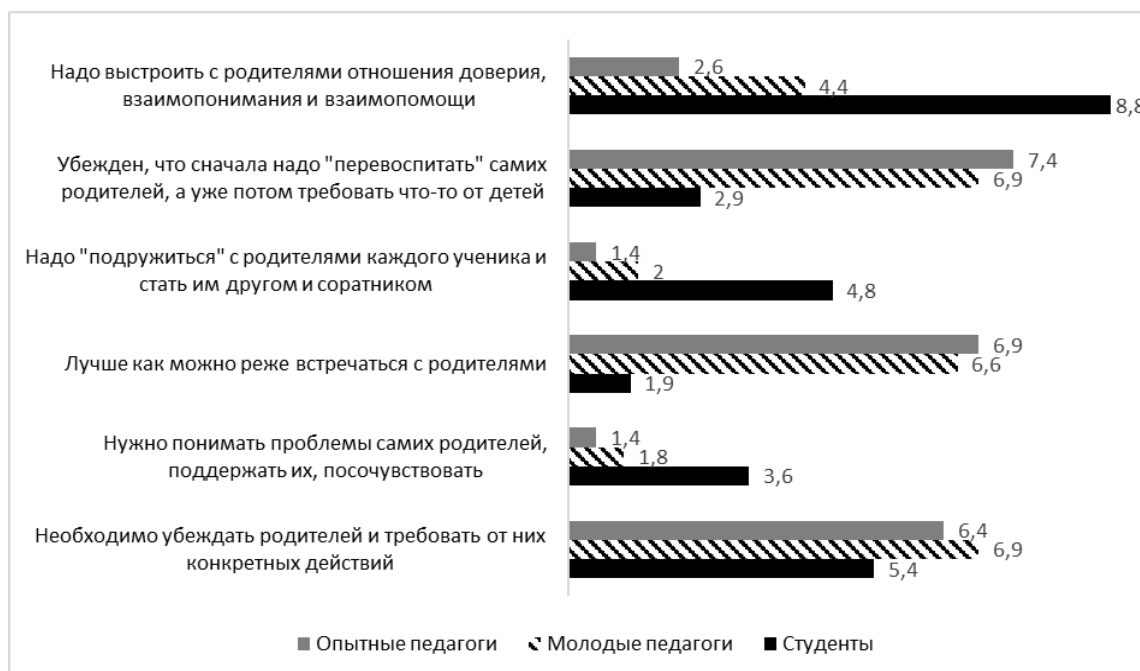 Надо выстроить с родителями отношения доверия,
взаимопонимания и взаимопомощи
2,6
4,4
8,8
Убежден, что сначала надо "перевоспитать" самих
родителей, а уже потом требовать что-то от детей
7,4
6,9
2,9
Надо "подружиться" с родителями каждого ученика и
стать им другом и соратником
1,4
2
4,8
Лучше как можно реже встречаться с родителями
6,9
6,6
1,9
Нужно понимать проблемы самих родителей,
поддержать их, посочувствовать
1,4
1,8
3,6
Необходимо убеждать родителей и требовать от них
конкретных действий
6,4
6,9
5,4
Опытные педагоги Молодые педагоги Студенты